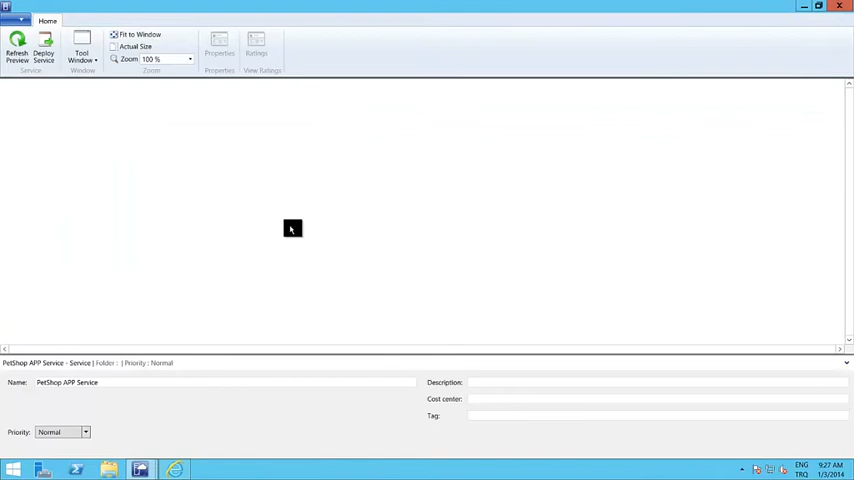 Home
Refresh Preview
Deploy Service
Service
Tool Window
Window
Fit to Window
Actual Size
Zoom 100 %
Zoom
Properties
Properties
Ratings
View Ratings
PetShop APP Service - Service | Folder : | Priority : Normal
Name: PetShop APP Service
Description:
Cost center:
Tag:
Priority: Normal
ENG 9:27 AM
TRQ 1/3/2014